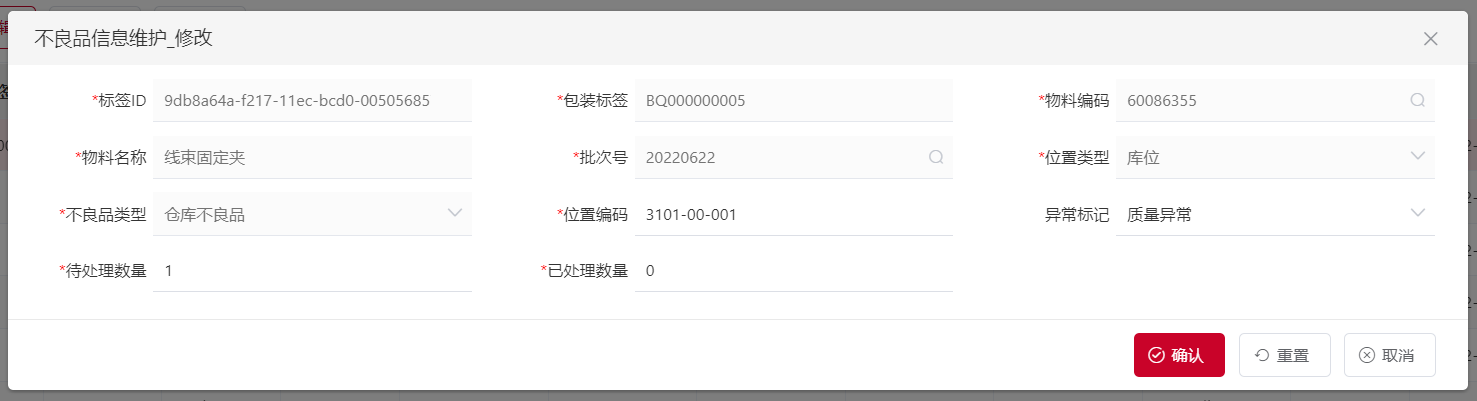 不良品信息维护_修改
*标签ID 9db8a64a-f217-11ec-bcd0-00505685 *包装标签 BQ000000005 *物料编码 60086355
*物料名称 线束固定夹 *批次号 20220622 *位置类型 库位
*不良品类型 仓库不良品 *位置编码 3101-00-001 异常标记 质量异常
*待处理数量 1 *已处理数量 0
确认 重置 取消